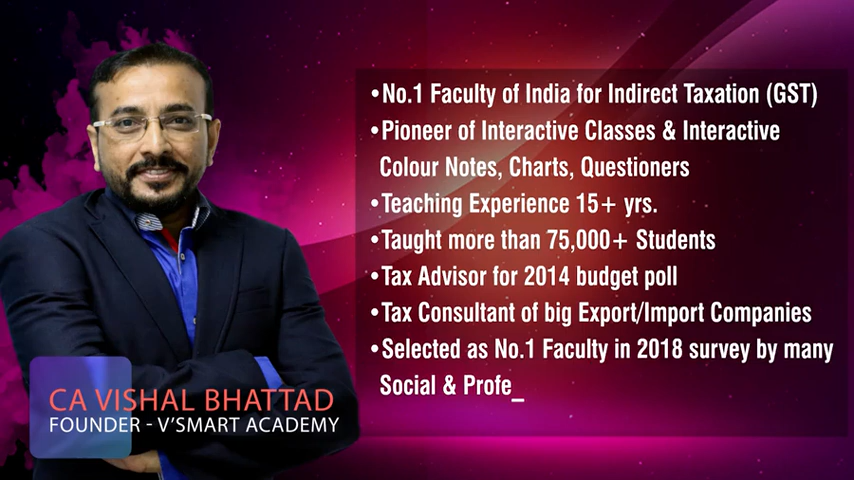 •No.1 Faculty of India for Indirect Taxation (GST)
•Pioneer of Interactive Classes & Interactive
Colour Notes, Charts, Questioners
•Teaching Experience 15+ yrs.
•Taught more than 75,000+ Students
•Tax Advisor for 2014 budget poll
•Tax Consultant of big Export/Import Companies
•Selected as No.1 Faculty in 2018 survey by many
Social & Profe_
CA VISHAL BHATTAD
FOUNDER - V'SMART ACADEMY